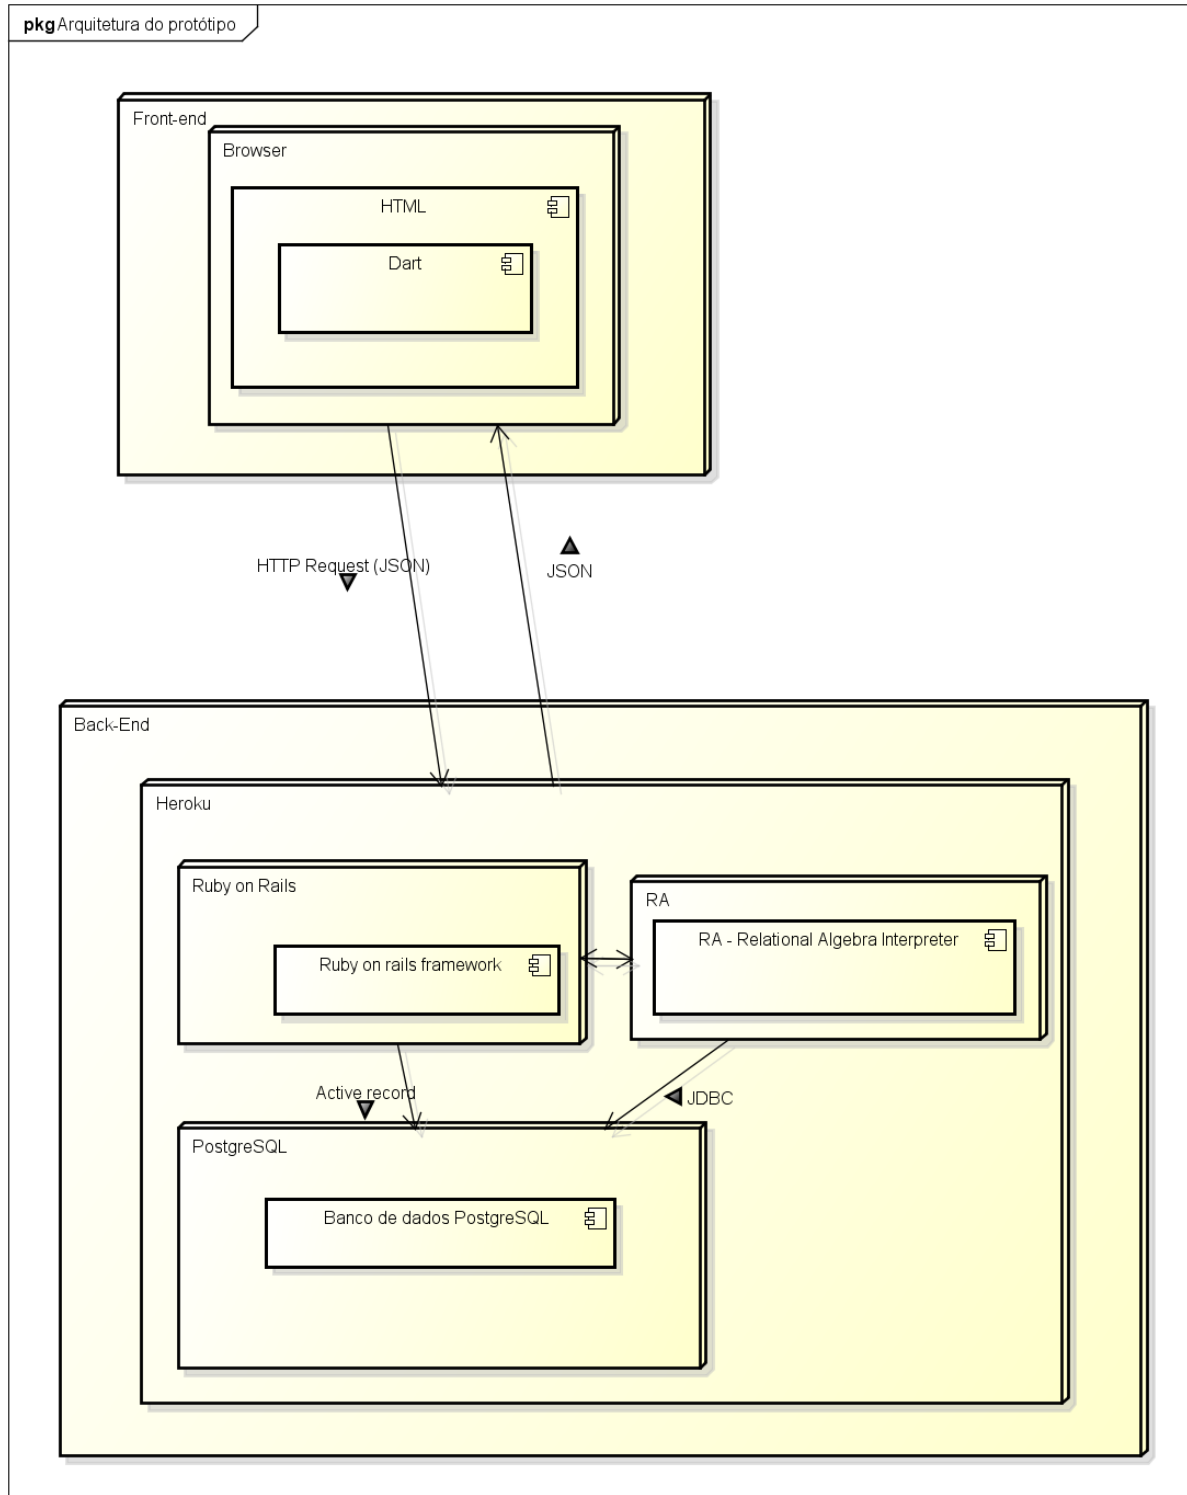 pkg Arquitetura do protótipo
Front-end
Browser
HTML
Dart
HTTP Request (JSON)
JSON
Back-End
Heroku
Ruby on Rails
RA
RA - Relational Algebra Interpreter
Ruby on rails framework
Active record
JDBC
PostgreSQL
Banco de dados PostgreSQL